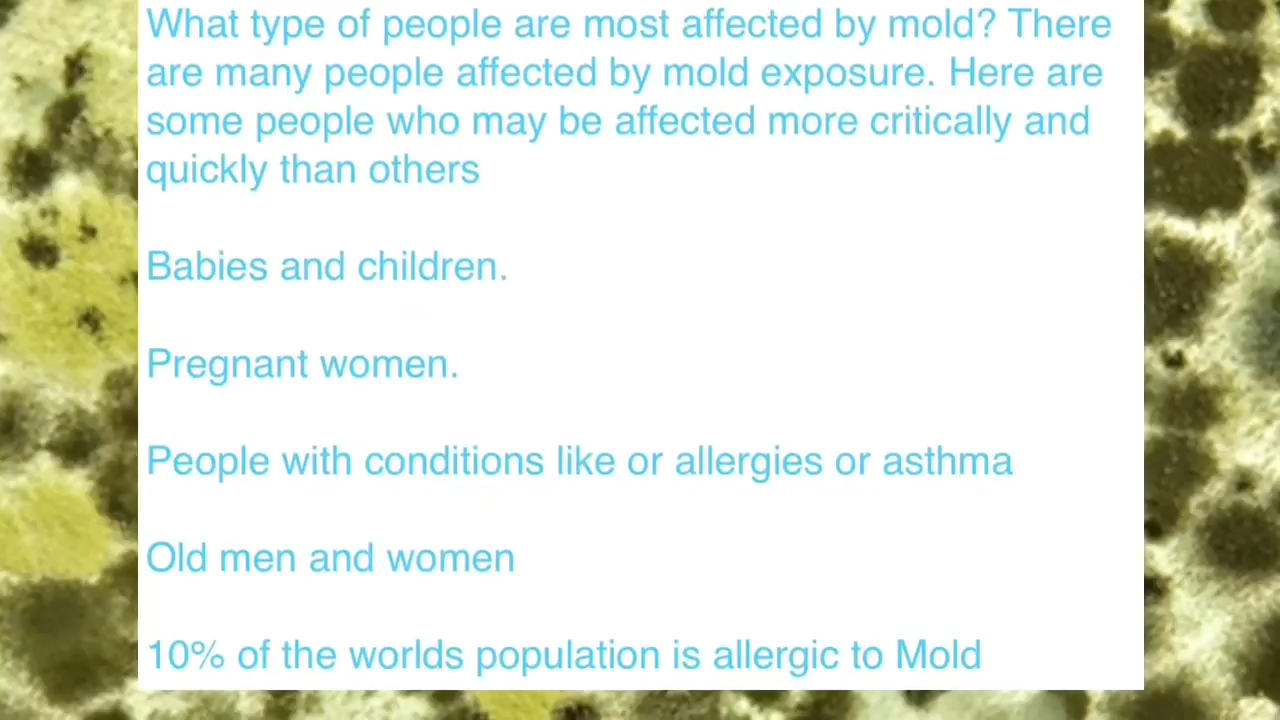 What type of people are most affected by mold? There
are many people affected by mold exposure. Here are
some people who may be affected more critically and
quickly than others
Babies and children.
Pregnant women.
People with conditions like or allergies or asthma
Old men and women
10% of the worlds population is allergic to Mold